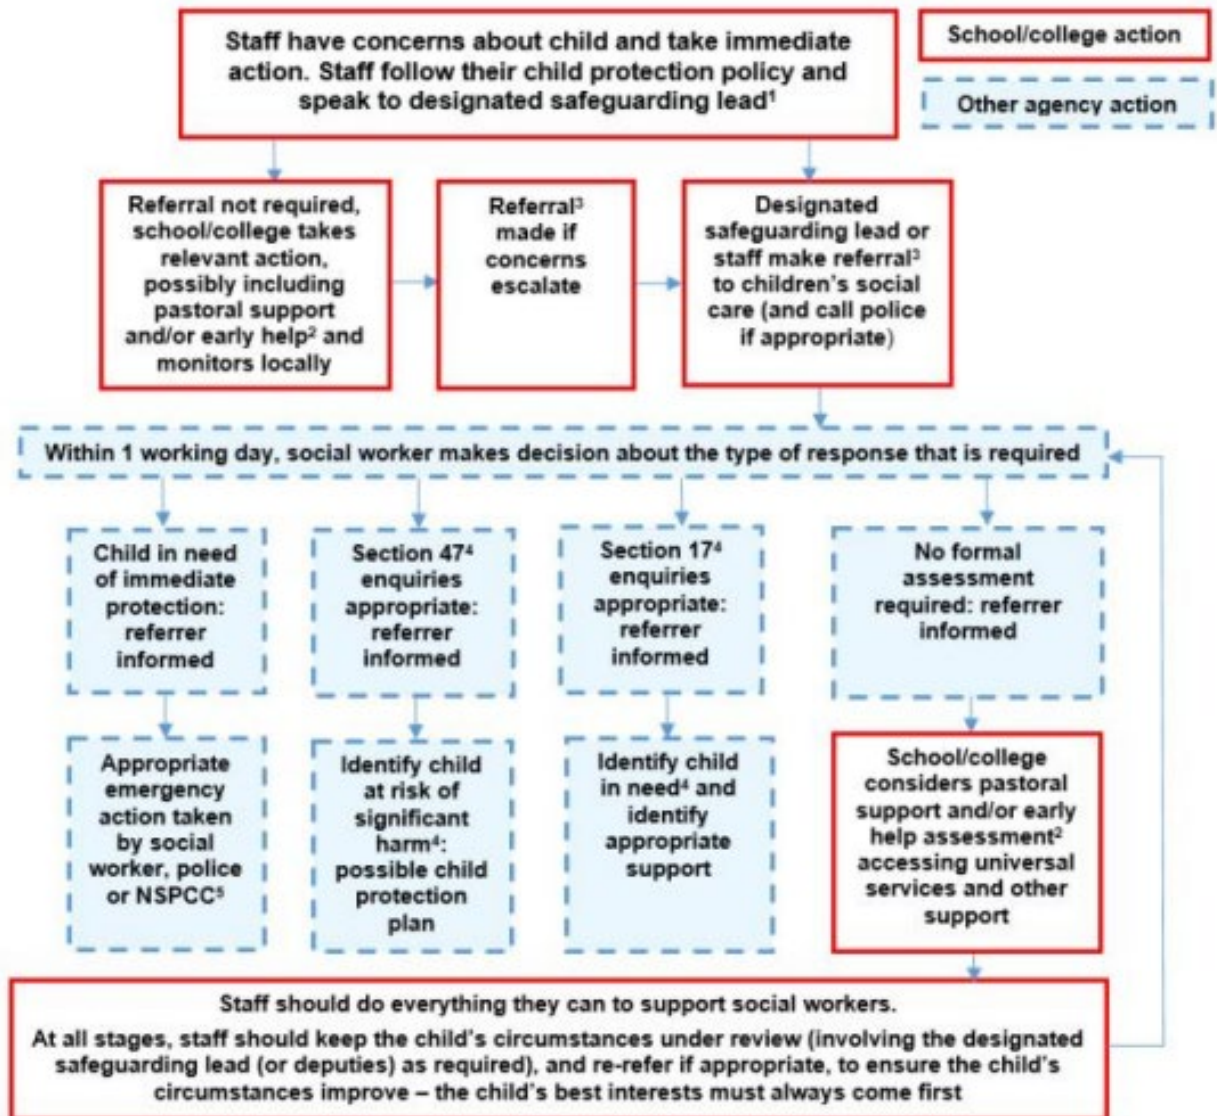 Staff have concerns about child and take immediate
action. Staff follow their child protection policy and
speak to designated safeguarding lead¹
School/college action
Other agency action
Referral not required,
school/college takes
relevant action,
possibly including
pastoral support
and/or early help² and
monitors locally
Referral³
made if
concerns
escalate
Designated
safeguarding lead or
staff make referral³
to children's social
care (and call police
if appropriate)
Within 1 working day, social worker makes decision about the type of response that is required
Child in need
of immediate
protection:
referrer
informed
Section 47⁴
enquiries
appropriate:
referrer
informed
Section 17⁴
enquiries
appropriate:
referrer
informed
No formal
assessment
required: referrer
informed
Appropriate
emergency
action taken
by social
worker, police
or NSPCC⁵
Identify child
at risk of
significant
harm⁴:
possible child
protection
plan
Identify child
in need⁴ and
identify
appropriate
support
School/college
considers pastoral
support and/or early
help assessment²
accessing universal
services and other
support
Staff should do everything they can to support social workers.
At all stages, staff should keep the child's circumstances under review (involving the designated
safeguarding lead (or deputies) as required), and re-refer if appropriate, to ensure the child's
circumstances improve – the child's best interests must always come first